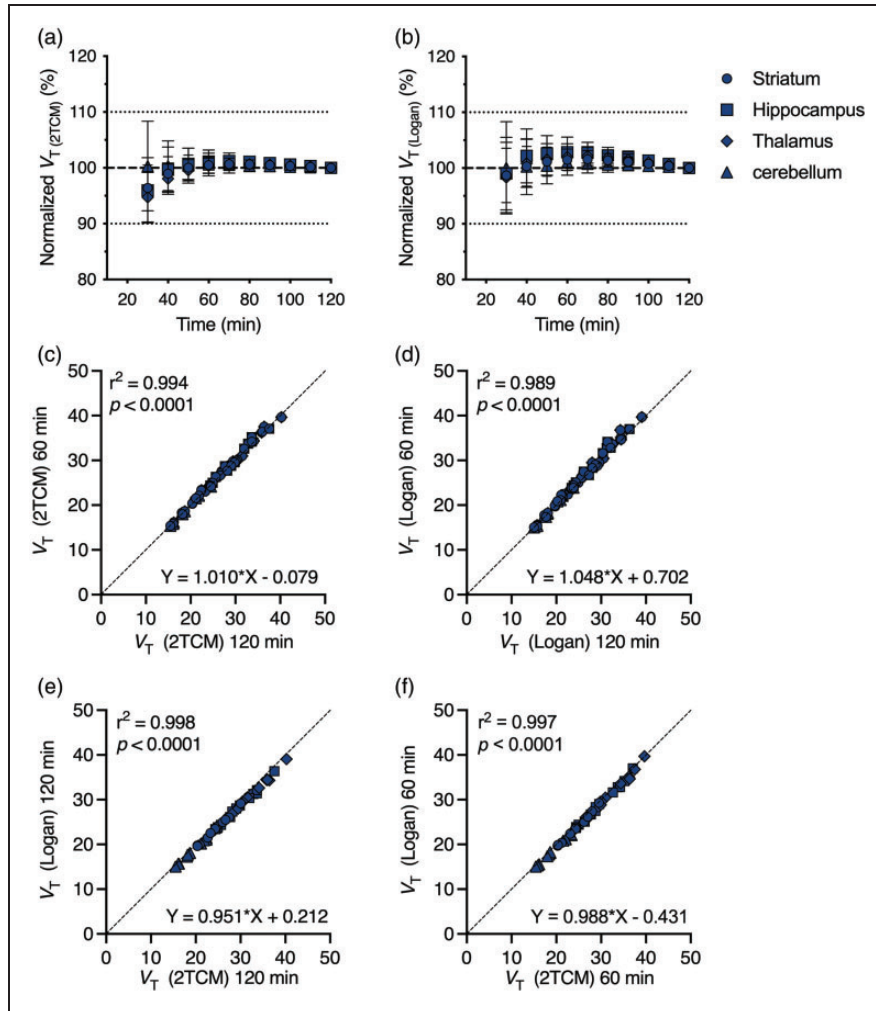 (a)
120
110
100
90
80
Normalized VT (2TCM) (%)
20 40 60 80 100 120
Time (min)
(b)
120
110
100
90
80
Normalized VT (Logan) (%)
20 40 60 80 100 120
Time (min)
Striatum
Hippocampus
Thalamus
cerebellum
(c)
r² = 0.994
p < 0.0001
50
40
30
20
10
0
VT (2TCM) 60 min
Y = 1.010*X - 0.079
0 10 20 30 40 50
VT (2TCM) 120 min
(d)
r² = 0.989
p < 0.0001
50
40
30
20
10
0
VT (Logan) 60 min
Y = 1.048*X + 0.702
0 10 20 30 40 50
VT (Logan) 120 min
(e)
r² = 0.998
p < 0.0001
50
40
30
20
10
0
VT (Logan) 120 min
Y = 0.951*X + 0.212
0 10 20 30 40 50
VT (2TCM) 120 min
(f)
r² = 0.997
p < 0.0001
50
40
30
20
10
0
VT (Logan) 60 min
Y = 0.988*X - 0.431
0 10 20 30 40 50
VT (2TCM) 60 min